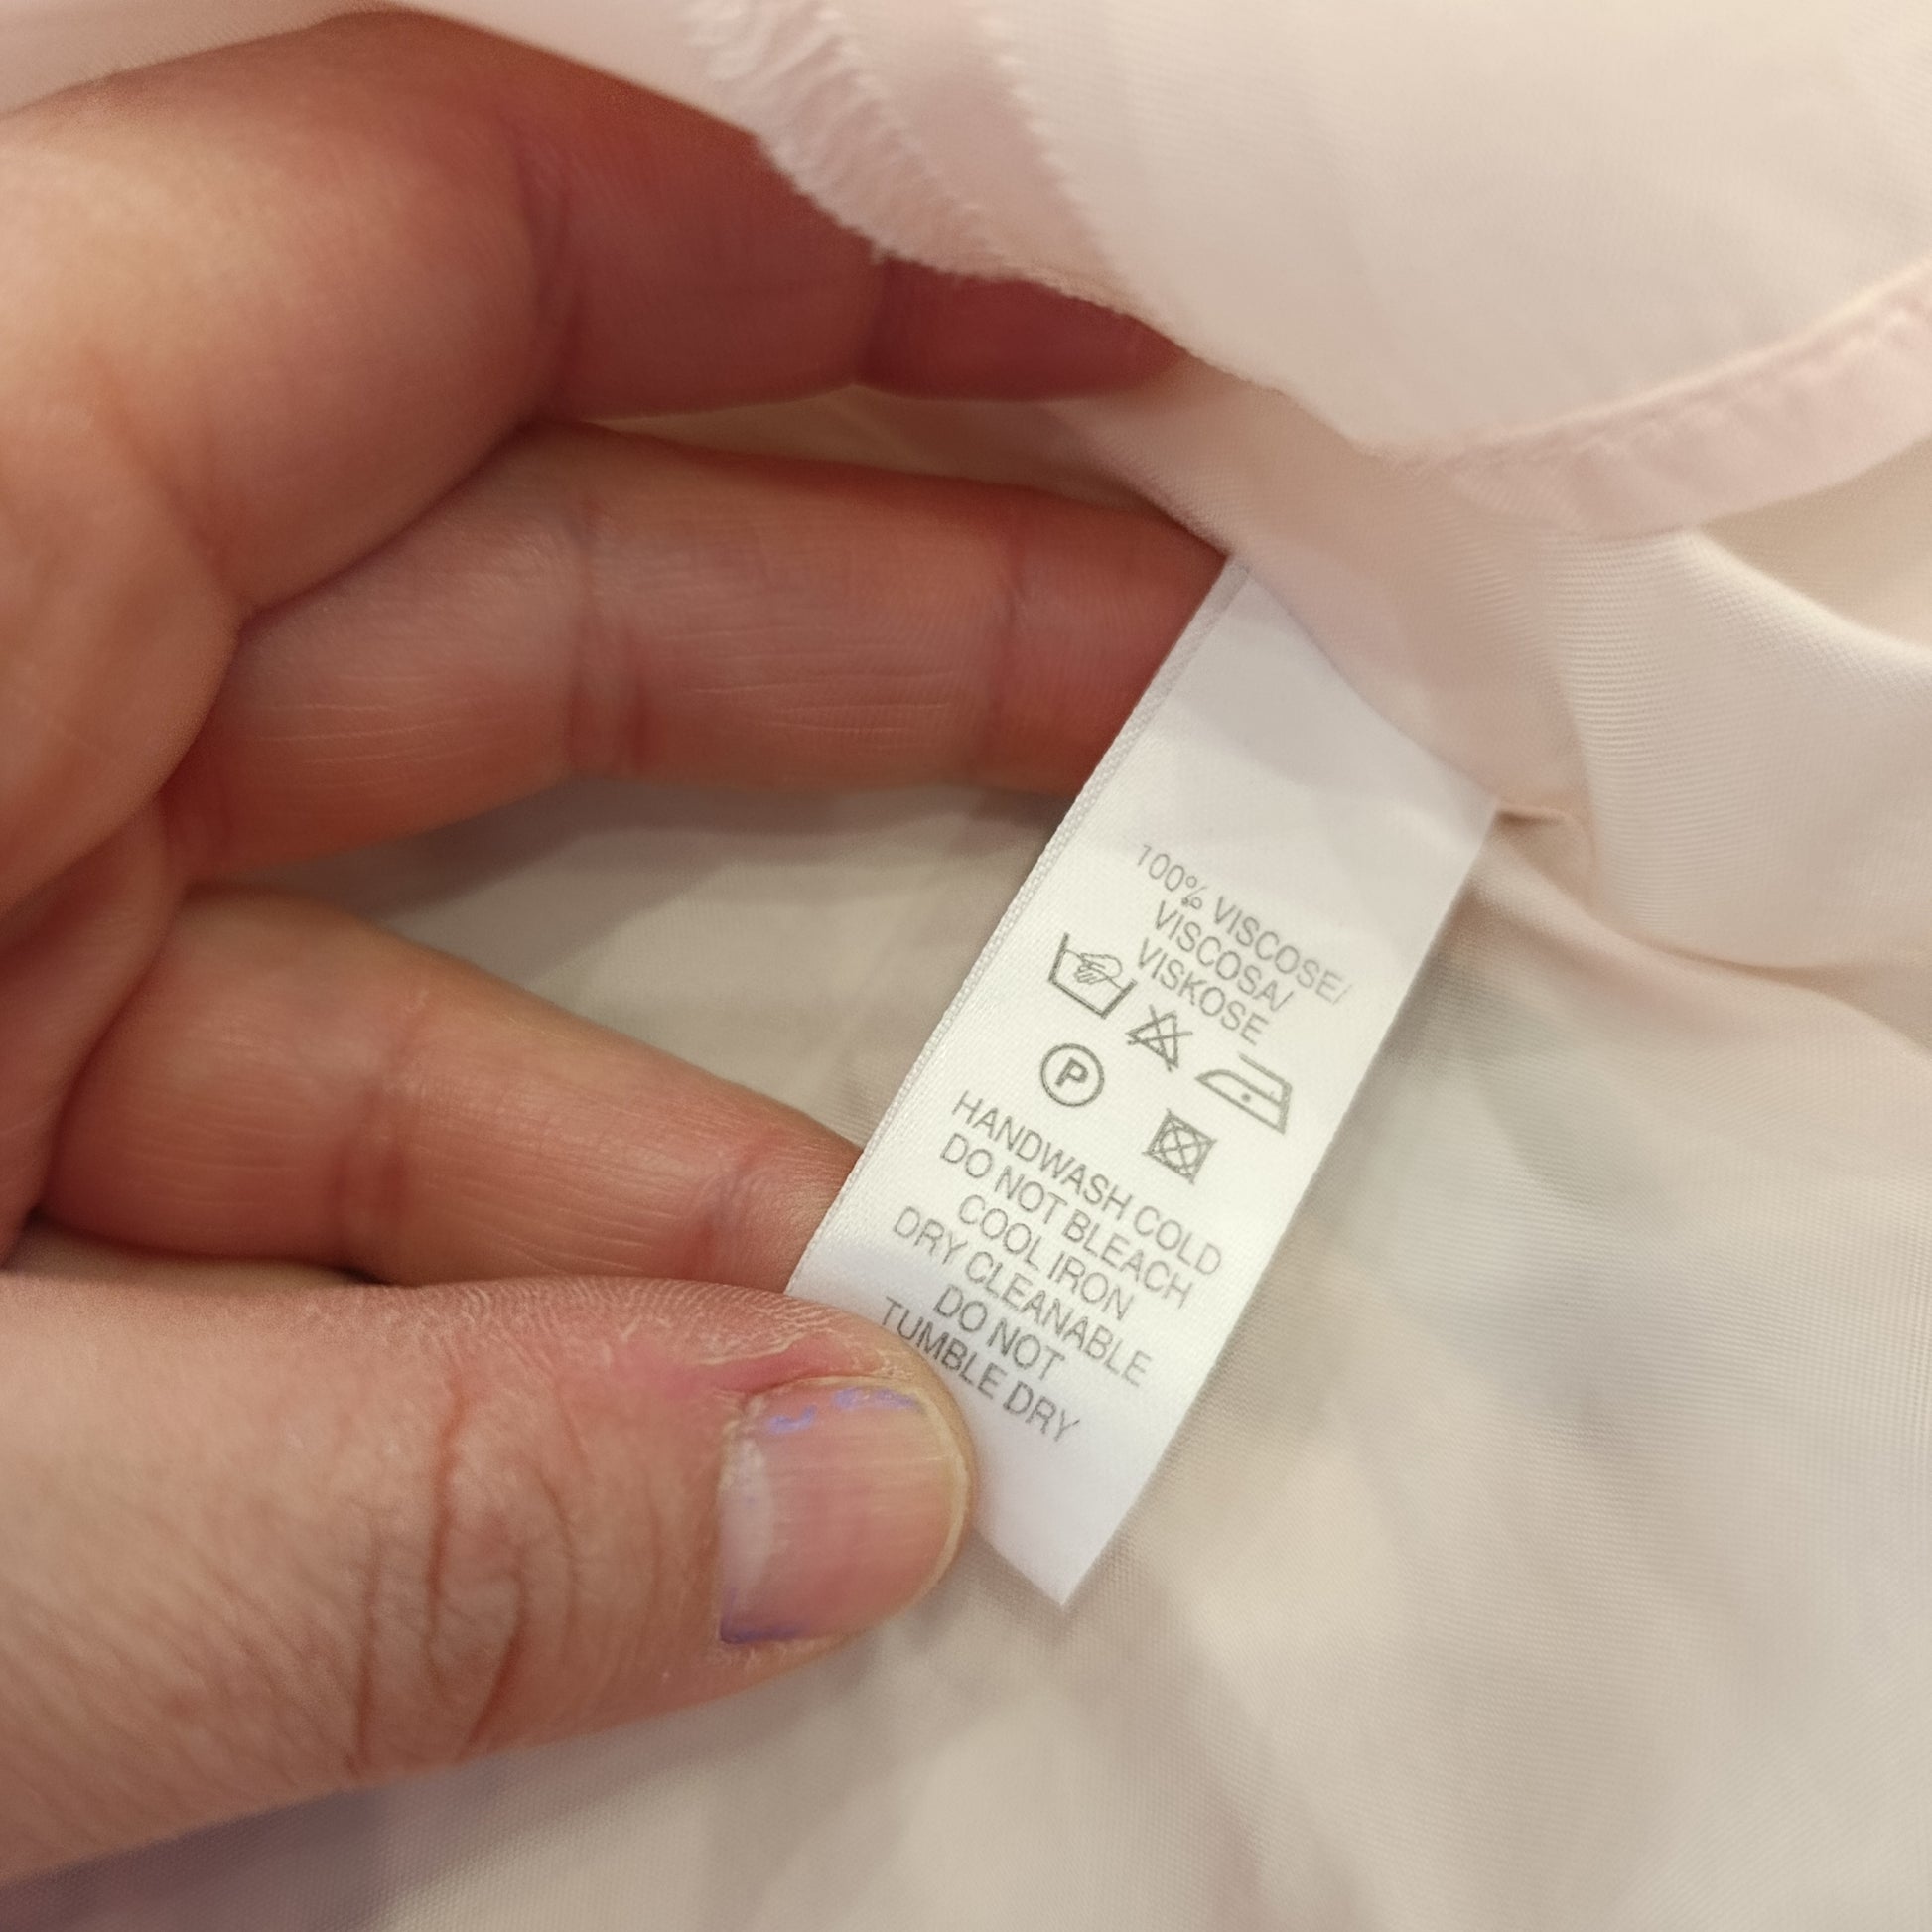 100% VISCOSE/
VISCOSA/
VISKOSE
P
HANDWASH COLD
DO NOT BLEACH
COOL IRON
DRY CLEANABLE
DO NOT
TUMBLE DRY